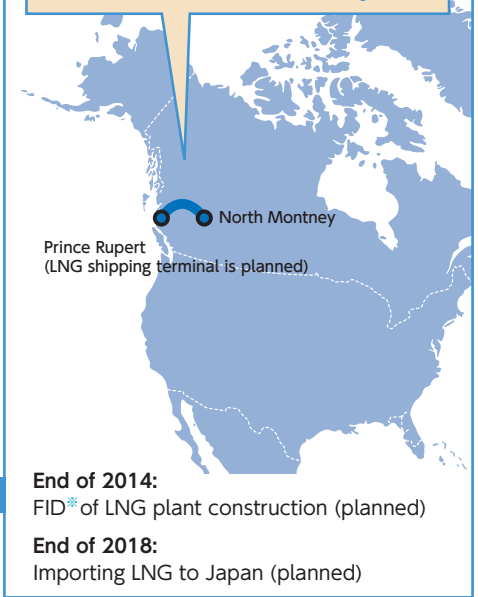 North Montney
Prince Rupert
(LNG shipping terminal is planned)
End of 2014:
FID※of LNG plant construction (planned)
End of 2018:
Importing LNG to Japan (planned)